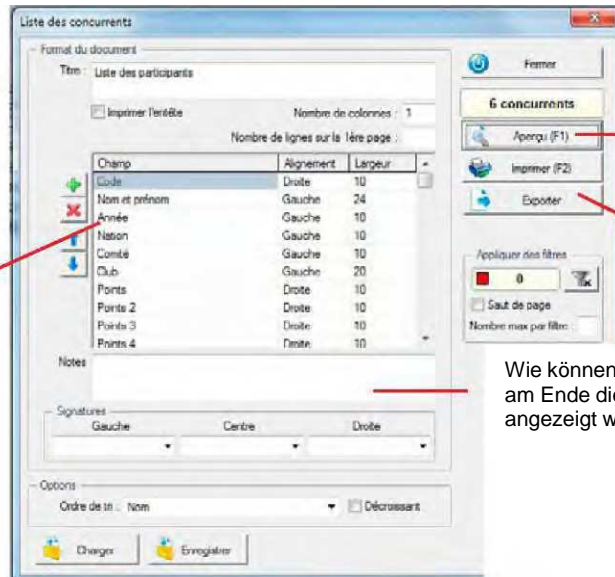 Liste des concurrents
Format du document
Titre : Liste des participants
Imprimer l'entête
Nombre de colonnes : 1
Nombre de lignes sur la 1ère page :
Champ Alignement Largeur
Code Droite 10
Nom et prénom Gauche 24
Année Gauche 10
Nation Gauche 10
Comité Gauche 10
Club Gauche 20
Points Droite 10
Points 2 Droite 10
Points 3 Droite 10
Points 4 Droite 10
Notes
Signatures
Gauche Centre Droite
Options
Ordre de tri : Nom
Décroissant
Charger
Enregistrer
Fermer
6 concurrents
Aperçu (F1)
Imprimer (F2)
Exporter
Appliquer des filtres
0
Saut de page
Nombre max par filtre :
Wie können
am Ende die
angezeigt w